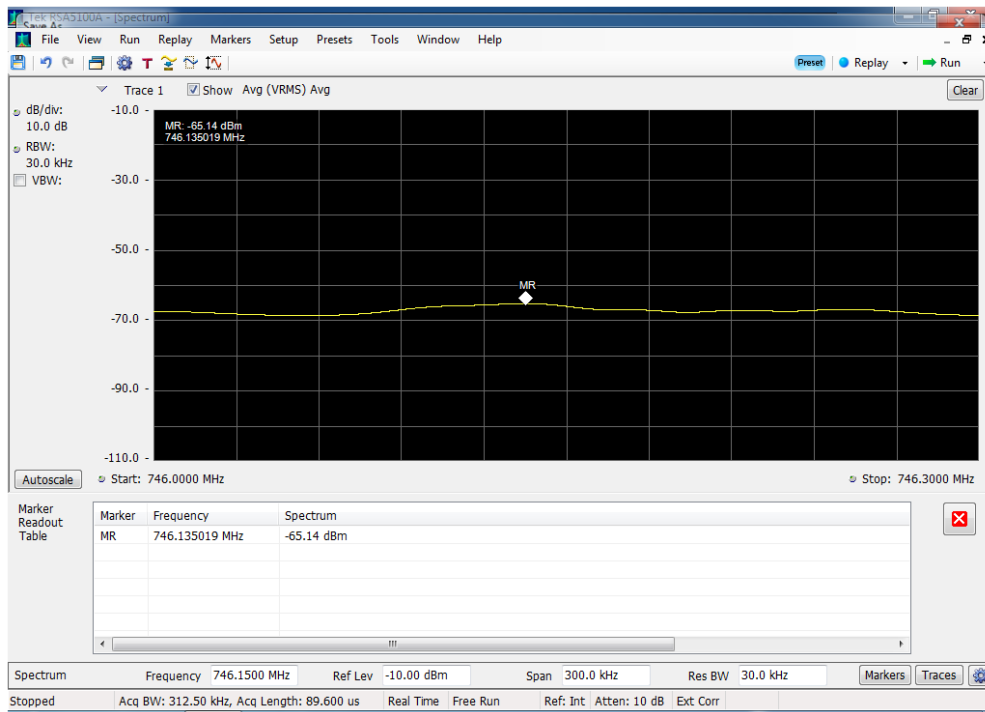 Tek RSA5100A - [Spectrum]
Save As
File View Run Replay Markers Setup Presets Tools Window Help
T Preset Replay Run
Trace 1 Show Avg (VRMS) Avg Clear
dB/div:
10.0 dB
RBW:
30.0 kHz
VBW:
-10.0 -
MR: -65.14 dBm
746.135019 MHz
-30.0 -
-50.0 -
MR
-70.0 -
-90.0 -
-110.0 -
Autoscale Start: 746.0000 MHz Stop: 746.3000 MHz
Marker
Readout
Table
Marker Frequency Spectrum
MR 746.135019 MHz -65.14 dBm
Spectrum Frequency 746.1500 MHz Ref Lev -10.00 dBm Span 300.0 kHz Res BW 30.0 kHz Markers Traces
Stopped Acq BW: 312.50 kHz, Acq Length: 89.600 us Real Time Free Run Ref: Int Atten: 10 dB Ext Corr